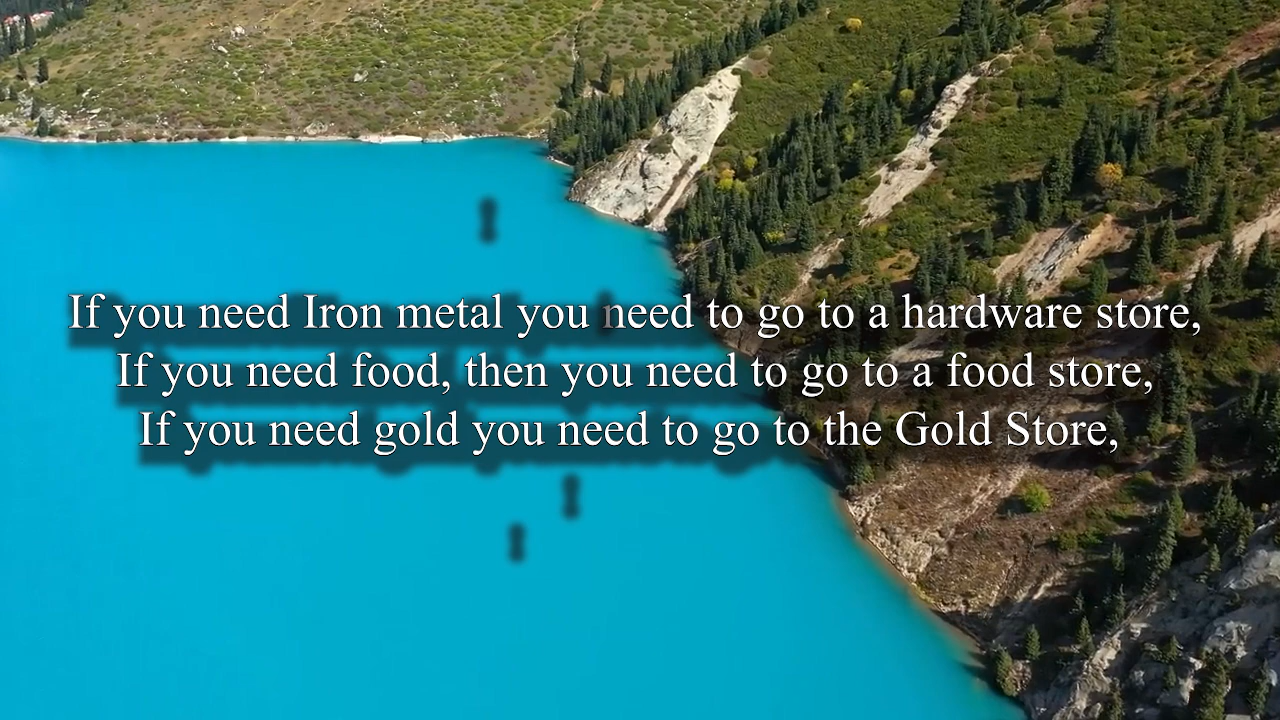 If you need Iron metal you need to go to a hardware store,
If you need food, then you need to go to a food store,
If you need gold you need to go to the Gold Store,